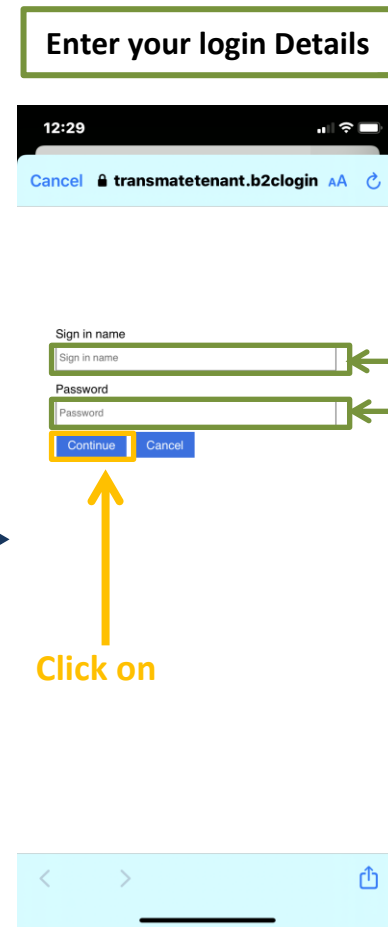 Enter your login Details
12:29
Cancel transmatetenant.b2clogin AA
Sign in name
Sign in name
Password
Password
Continue Cancel
Click on